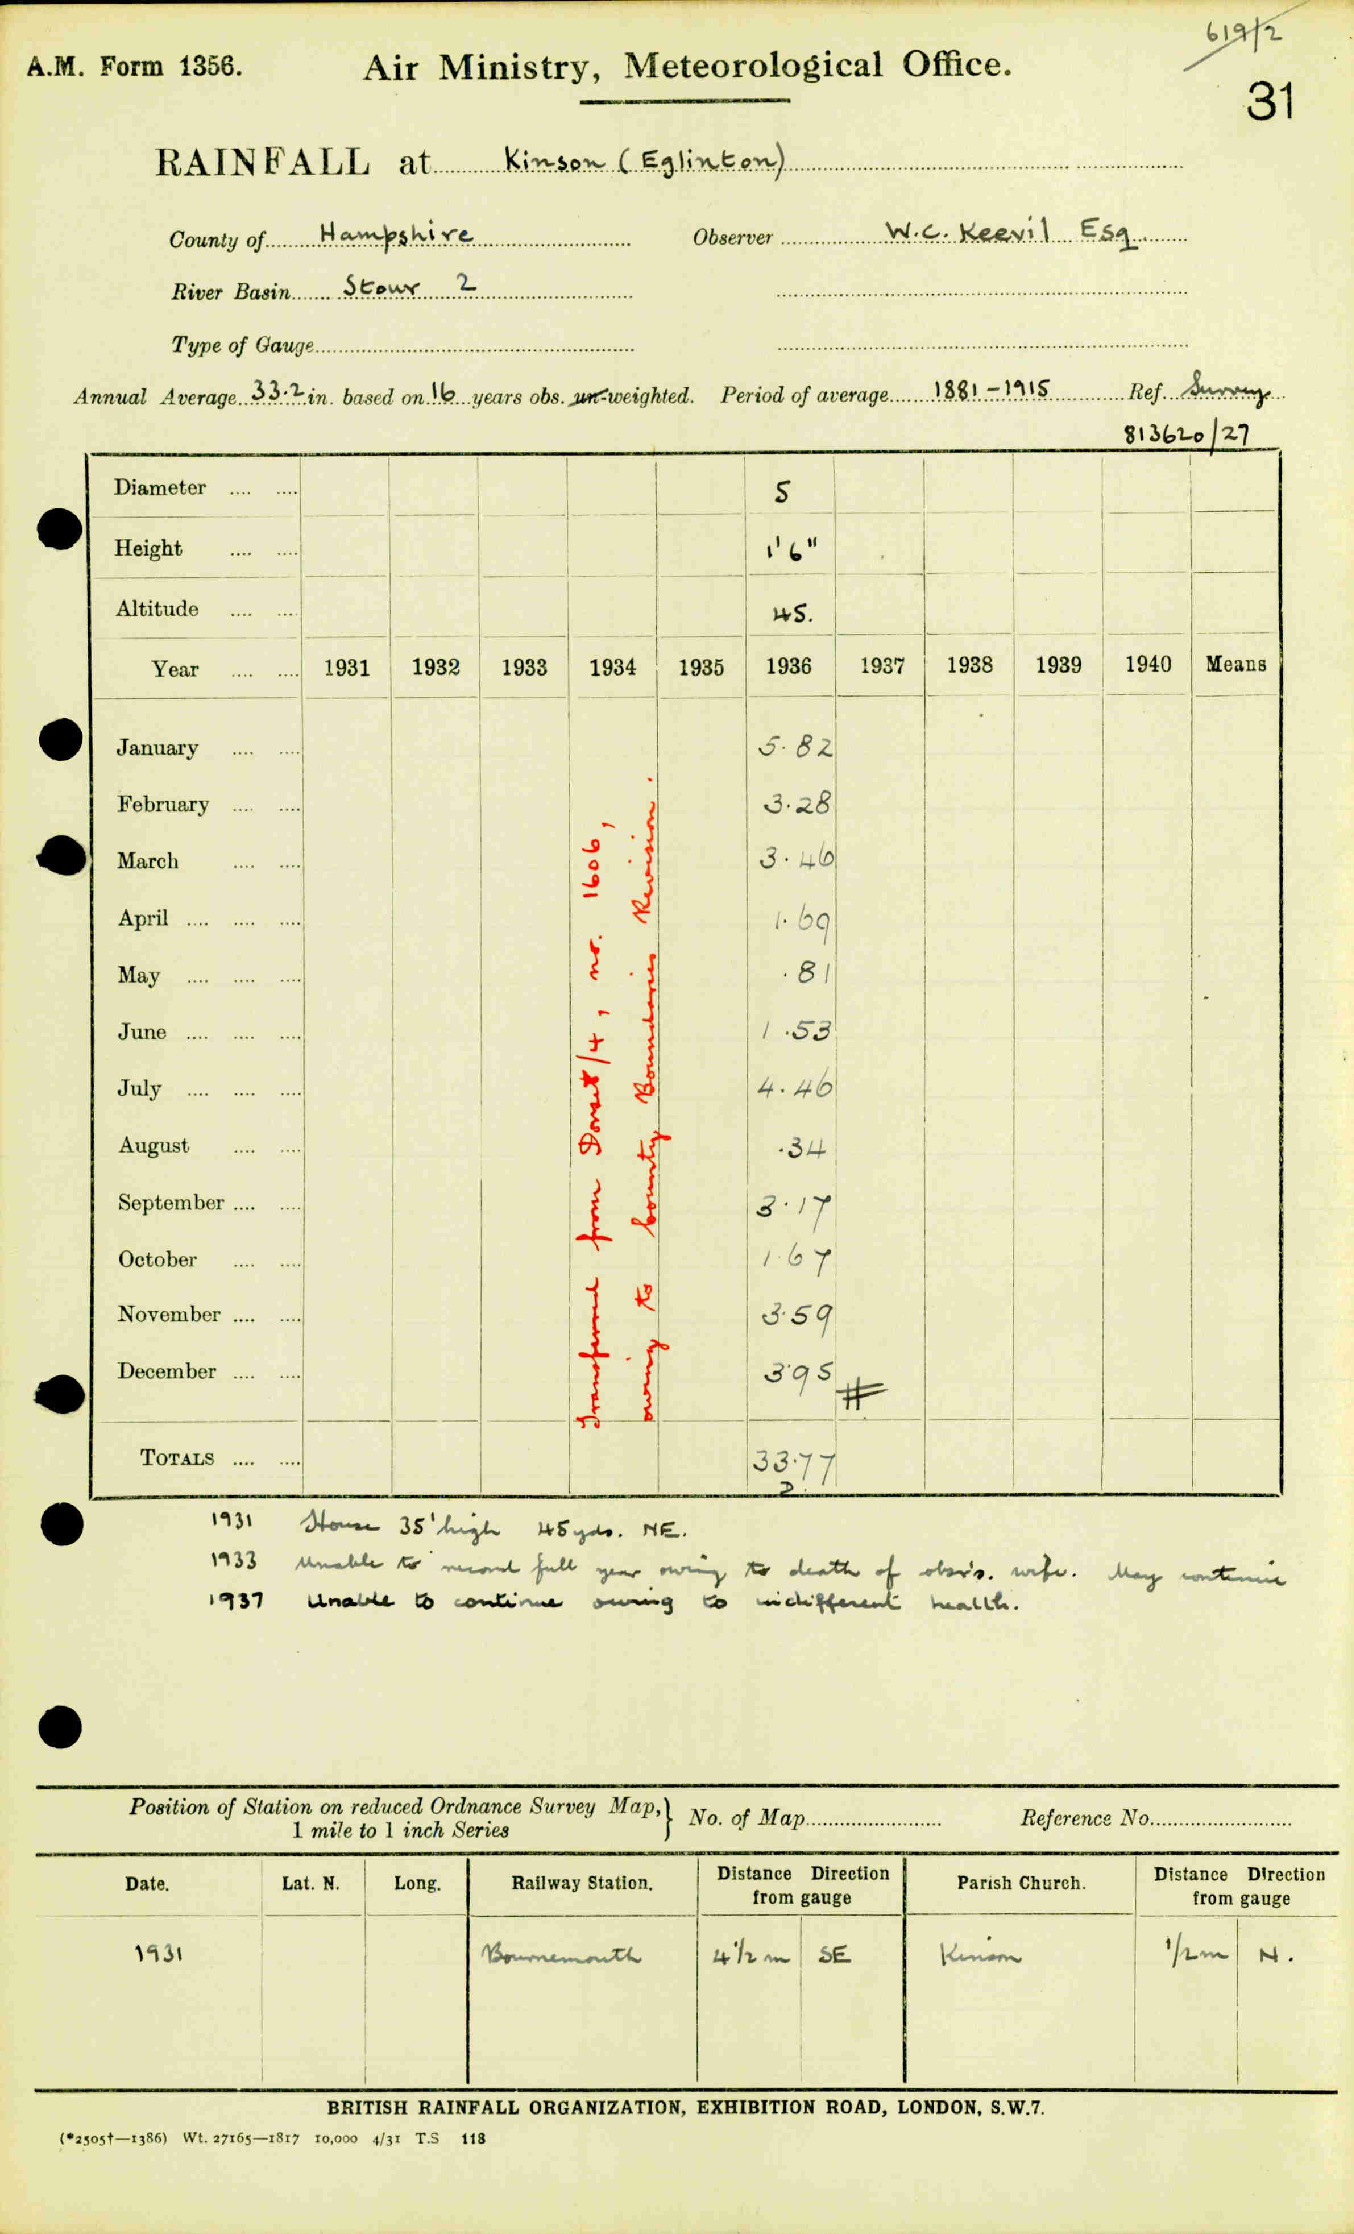 619/2
A.M. Form 1356. Air Ministry, Meteorological Office.
31
RAINFALL at Kinson (Eglinton)
County of Hampshire Observer W.C. Keevil Esq
River Basin Stour 2
Type of Gauge
Annual Average 33.2 in. based on 16 years obs. un-weighted. Period of average 1881-1915 Ref. Survey
813620/27
Diameter .... .... 5
Height .... .... 1'6"
Altitude .... .... 45.
Year .... .... 1931 1932 1933 1934 1935 1936 1937 1938 1939 1940 Means
January .... .... 5.82
February .... .... 3.28
March .... .... 3.46
April .... .... .... 1.69
May .... .... .... .81
June .... .... .... 1.53
July .... .... .... 4.46
August .... .... .34
September .... .... 3.17
October .... .... 1.67
November .... .... 3.59
December .... .... 3.95
Transferred from Dorset/4, no. 1606,
owing to County Boundaries Revision.
TOTALS .... .... 33.77
2
1931 House 35' high 45 yds. NE.
1933 Unable to record full year owing to death of obsr's. wife. May continue
1937 Unable to continue owing to indifferent health.
Position of Station on reduced Ordnance Survey Map, } No. of Map Reference No.
1 mile to 1 inch Series
Date. Lat. N. Long. Railway Station. Distance Direction from gauge Parish Church. Distance Direction from gauge
1931 Bournemouth 4 1/2 m SE Kinson 1/2 m N.
BRITISH RAINFALL ORGANIZATION, EXHIBITION ROAD, LONDON, S.W.7.
(*2505†—1386) Wt. 27165—1817 10,000 4/31 T.S 118